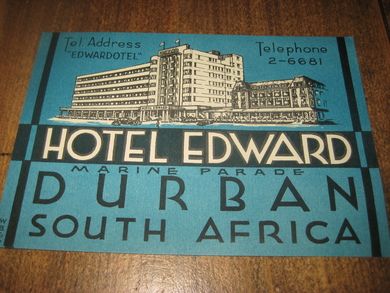 Tel. Address
"EDWARDOTEL"
Telephone
2-6681
HOTEL EDWARD
MARINE PARADE
DURBAN
SOUTH AFRICA